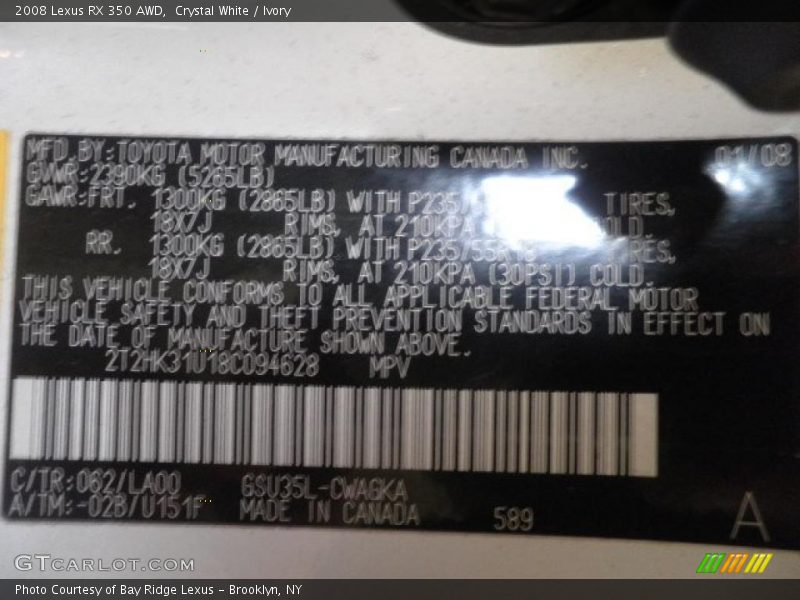 2008 Lexus RX 350 AWD,  Crystal White / Ivory
MFD.BY:TOYOTA MOTOR MANUFACTURING CANADA INC. 01/08
GVWR:2390KG (5265LB)
GAWR:FRT. 1300KG (2865LB) WITH P235/ TIRES,
18X7J RIMS, AT 210KPA COLD.
RR. 1300KG (2865LB) WITH P235/55R18 TIRES,
18X7J RIMS, AT 210KPA (30PSI) COLD.
THIS VEHICLE CONFORMS TO ALL APPLICABLE FEDERAL MOTOR
VEHICLE SAFETY AND THEFT PREVENTION STANDARDS IN EFFECT ON
THE DATE OF MANUFACTURE SHOWN ABOVE.
2T2HK31U18C094628 MPV
C/TR:062/LA00 GSU35L-CWAGKA
A/TM:-02B/U151F MADE IN CANADA 589 A
GTCARLOT.COM
Photo Courtesy of Bay Ridge Lexus – Brooklyn, NY